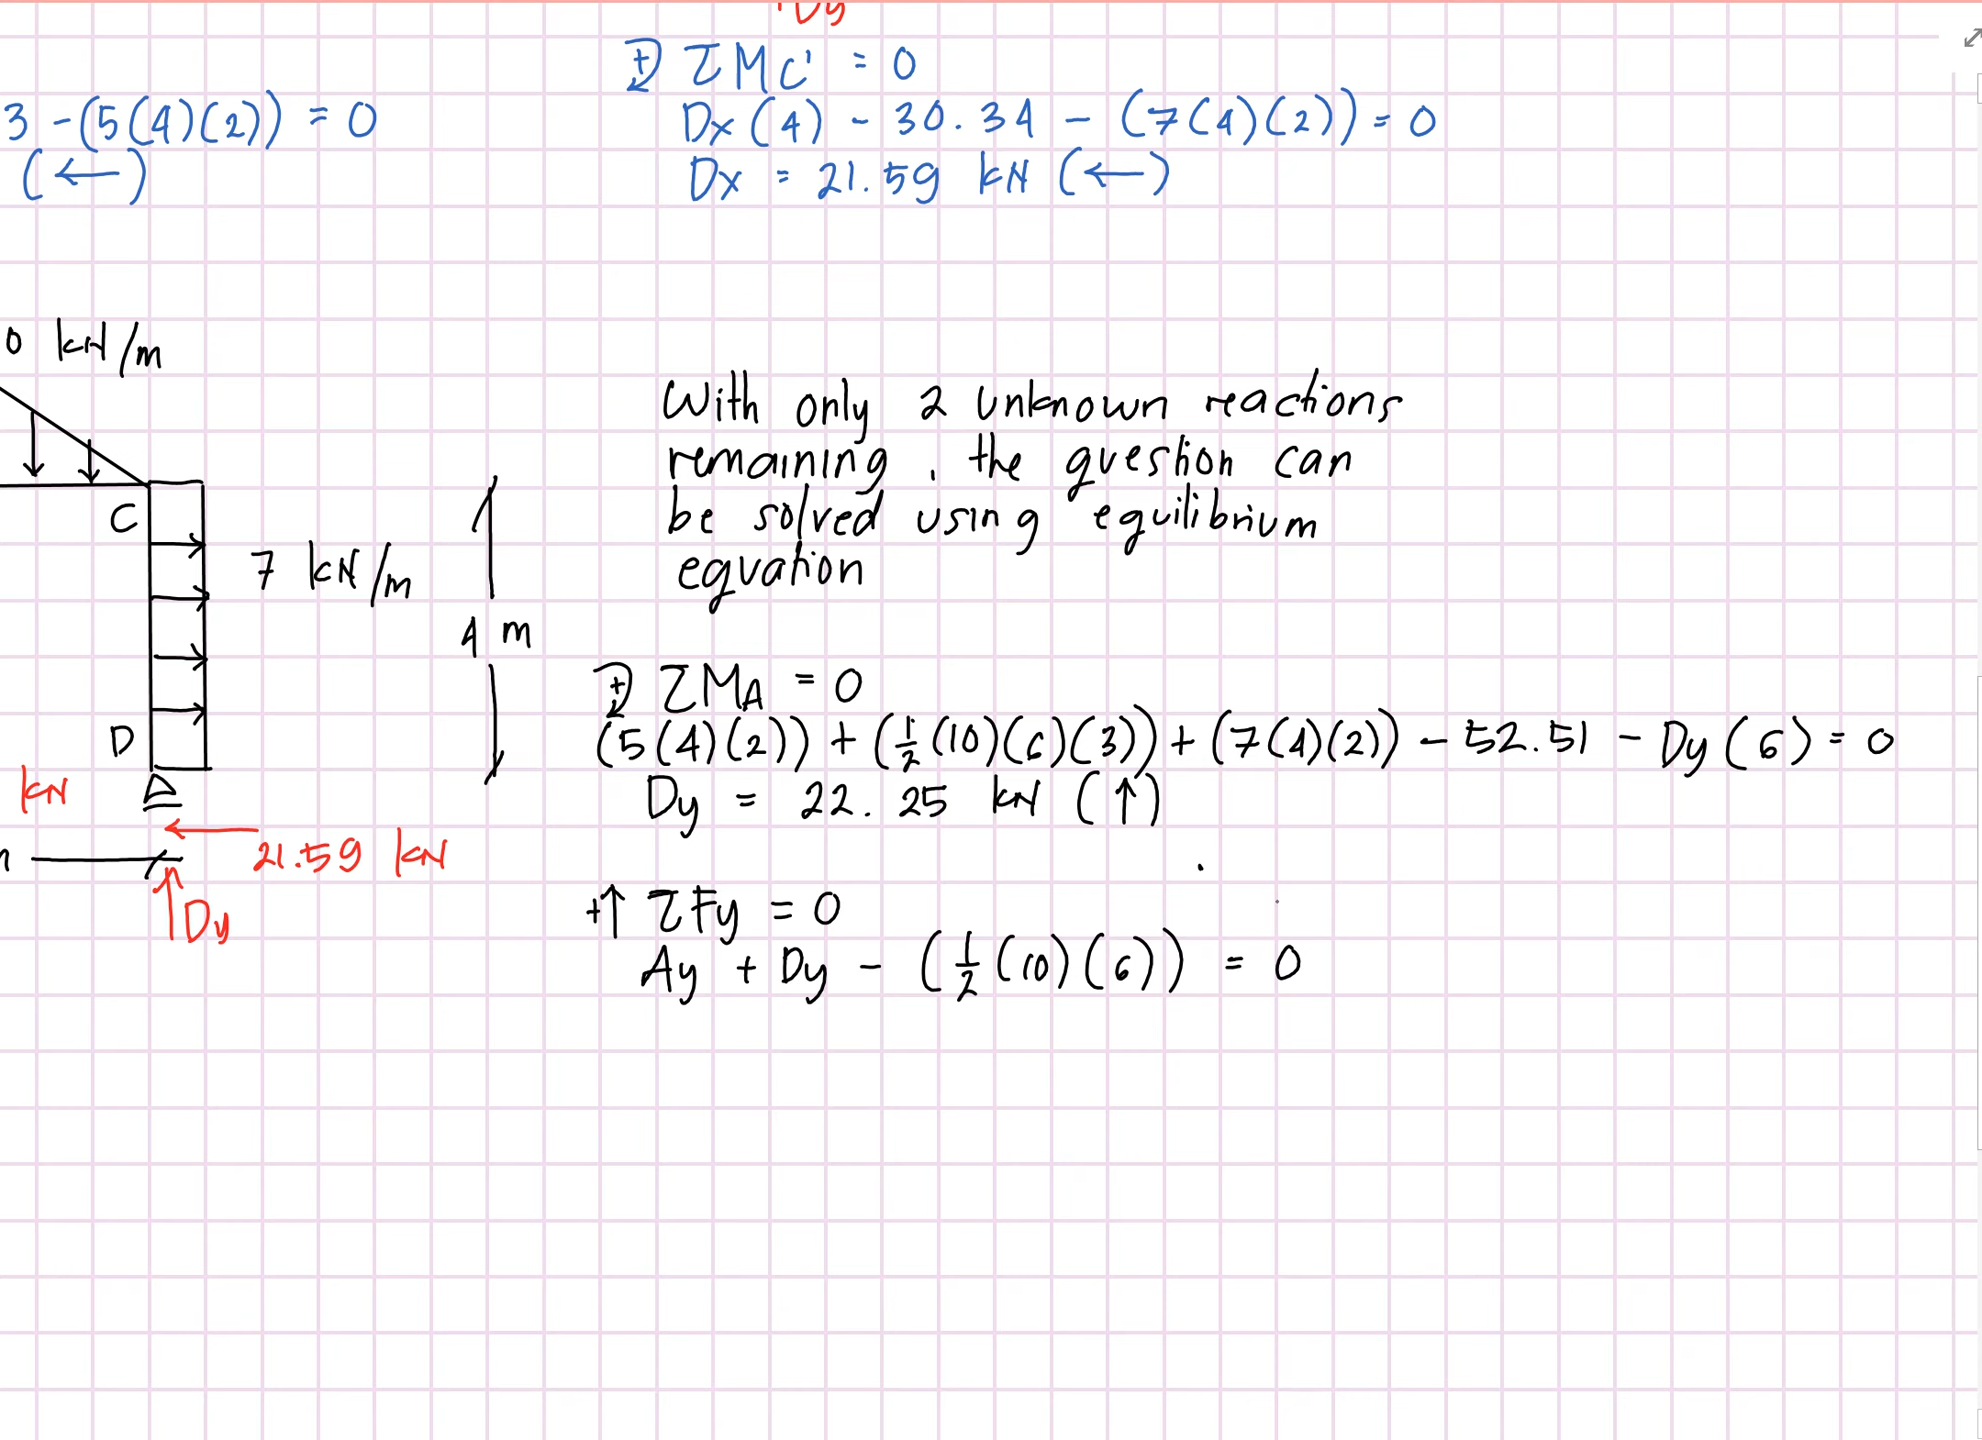 Dy
+ ΣMC' = 0
3 - (5(4)(2)) = 0
Dx (4) - 30.34 - (7(4)(2)) = 0
(←)
Dx = 21.59 kN (←)
0 kN/m
With only 2 unknown reactions
remaining, the question can
be solved using equilibrium
equation
C
7 kN/m
4 m
+ ΣMA = 0
D
(5(4)(2)) + (1/2(10)(6)(3)) + (7(4)(2)) - 52.51 - Dy(6) = 0
kN
Dy = 22.25 kN (↑)
21.59 kN
Dy
+↑ ΣFy = 0
Ay + Dy - (1/2(10)(6)) = 0